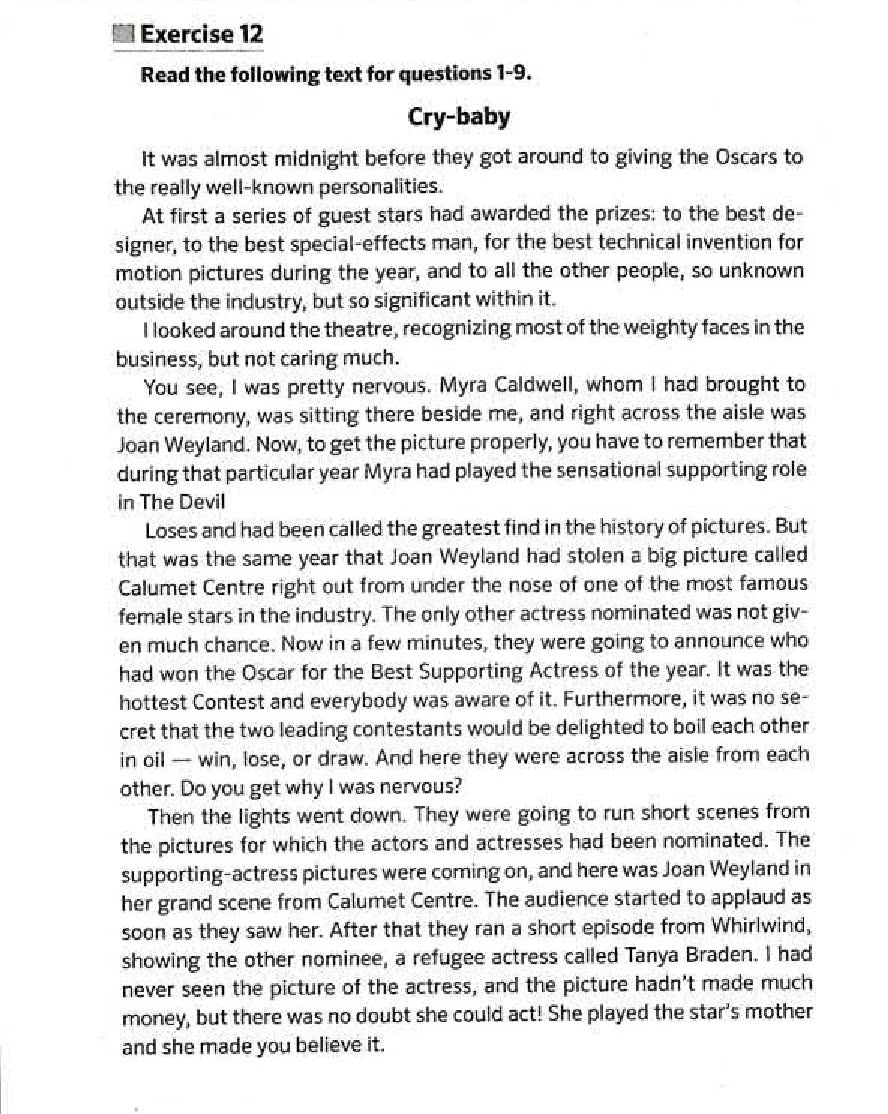 Exercise 12
Read the following text for questions 1-9.
Cry-baby
It was almost midnight before they got around to giving the Oscars to
the really well-known personalities.
At first a series of guest stars had awarded the prizes: to the best de-
signer, to the best special-effects man, for the best technical invention for
motion pictures during the year, and to all the other people, so unknown
outside the industry, but so significant within it.
I looked around the theatre, recognizing most of the weighty faces in the
business, but not caring much.
You see, I was pretty nervous. Myra Caldwell, whom I had brought to
the ceremony, was sitting there beside me, and right across the aisle was
Joan Weyland. Now, to get the picture properly, you have to remember that
during that particular year Myra had played the sensational supporting role
in The Devil
Loses and had been called the greatest find in the history of pictures. But
that was the same year that Joan Weyland had stolen a big picture called
Calumet Centre right out from under the nose of one of the most famous
female stars in the industry. The only other actress nominated was not giv-
en much chance. Now in a few minutes, they were going to announce who
had won the Oscar for the Best Supporting Actress of the year. It was the
hottest Contest and everybody was aware of it. Furthermore, it was no se-
cret that the two leading contestants would be delighted to boil each other
in oil — win, lose, or draw. And here they were across the aisle from each
other. Do you get why I was nervous?
Then the lights went down. They were going to run short scenes from
the pictures for which the actors and actresses had been nominated. The
supporting-actress pictures were coming on, and here was Joan Weyland in
her grand scene from Calumet Centre. The audience started to applaud as
soon as they saw her. After that they ran a short episode from Whirlwind,
showing the other nominee, a refugee actress called Tanya Braden. I had
never seen the picture of the actress, and the picture hadn't made much
money, but there was no doubt she could act! She played the star's mother
and she made you believe it.